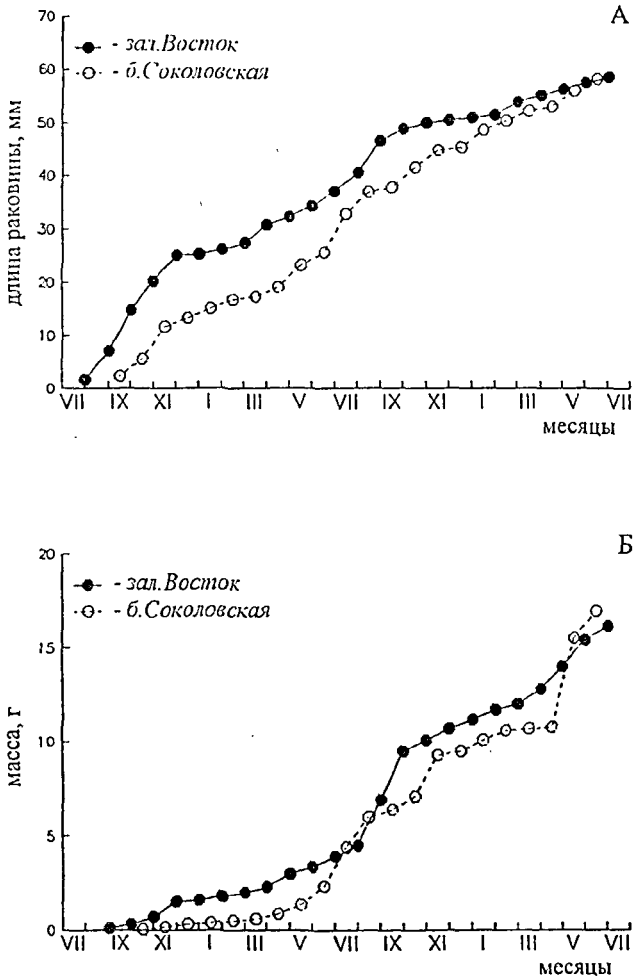 А
70
- зал.Восток
- б.Соколовская
60
50
40
30
20
10
0
длина раковины, мм
VII IX XI I III V VII IX XI I III V VII
месяцы
Б
20
- зал.Восток
- б.Соколовская
15
10
5
0
масса, г
VII IX XI I III V VII IX XI I III V VII
месяцы